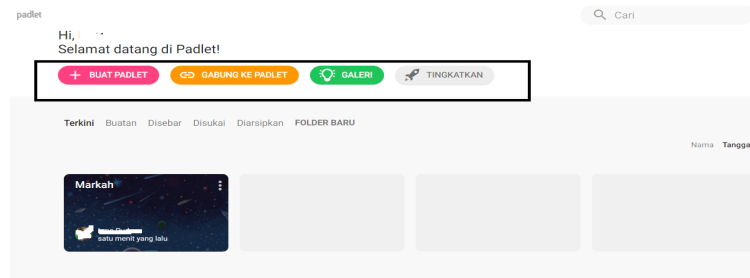 padlet
Cari
Hi,
Selamat datang di Padlet!
BUAT PADLET
GABUNG KE PADLET
GALERI
TINGKATKAN
Terkini Buatan Disebar Disukai Diarsipkan FOLDER BARU
Nama Tangga
Markah
satu menit yang lalu